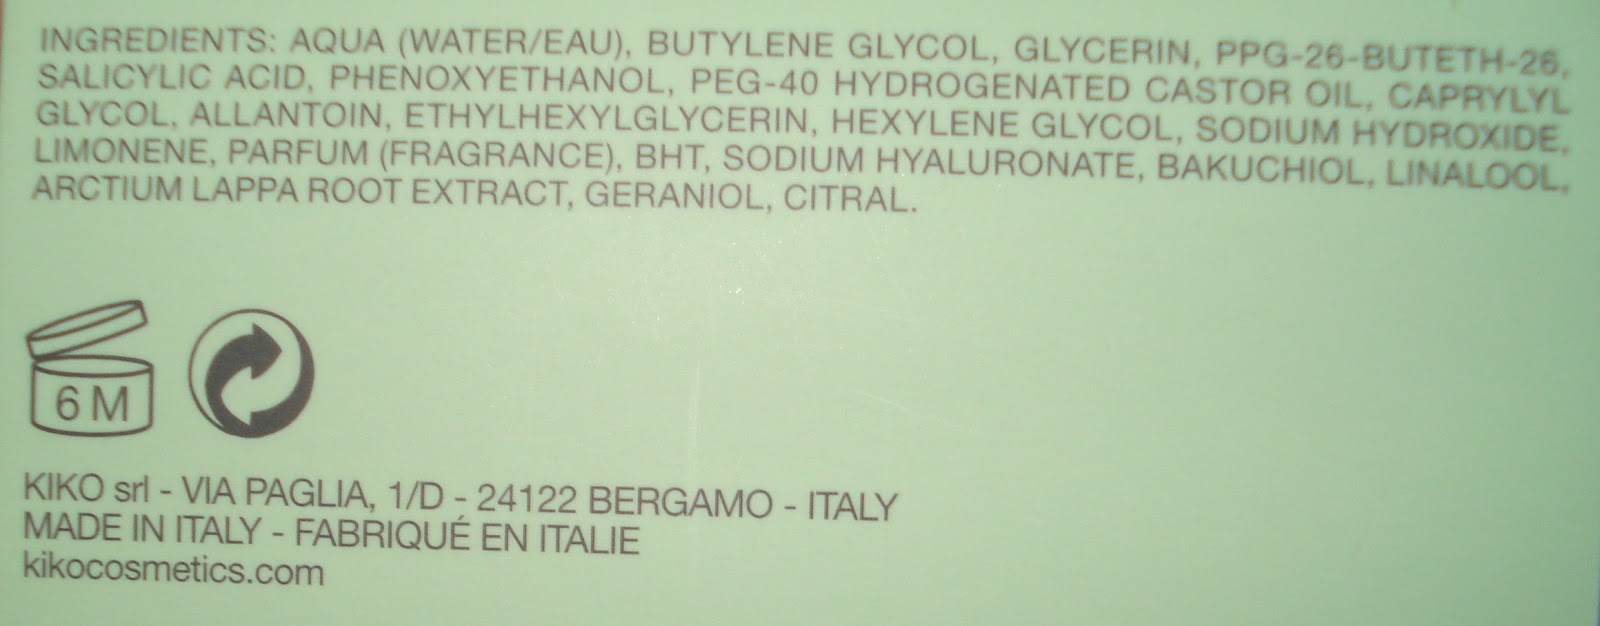 INGREDIENTS: AQUA (WATER/EAU), BUTYLENE GLYCOL, GLYCERIN, PPG-26-BUTETH-26,
SALICYLIC ACID, PHENOXYETHANOL, PEG-40 HYDROGENATED CASTOR OIL, CAPRYLYL
GLYCOL, ALLANTOIN, ETHYLHEXYLGLYCERIN, HEXYLENE GLYCOL, SODIUM HYDROXIDE,
LIMONENE, PARFUM (FRAGRANCE), BHT, SODIUM HYALURONATE, BAKUCHIOL, LINALOOL,
ARCTIUM LAPPA ROOT EXTRACT, GERANIOL, CITRAL.
6 M
KIKO srl - VIA PAGLIA, 1/D - 24122 BERGAMO - ITALY
MADE IN ITALY - FABRIQUÉ EN ITALIE
kikocosmetics.com